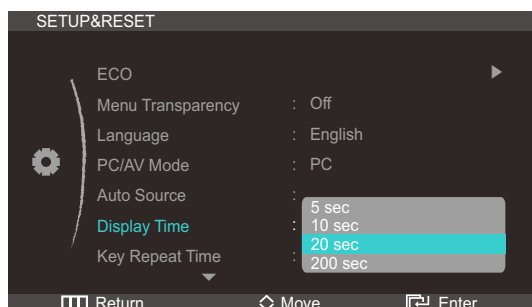 SETUP&RESET
ECO
Menu Transparency : Off
Language : English
PC/AV Mode : PC
Auto Source :
5 sec
Display Time : 10 sec
20 sec
Key Repeat Time :
200 sec
Return Move Enter